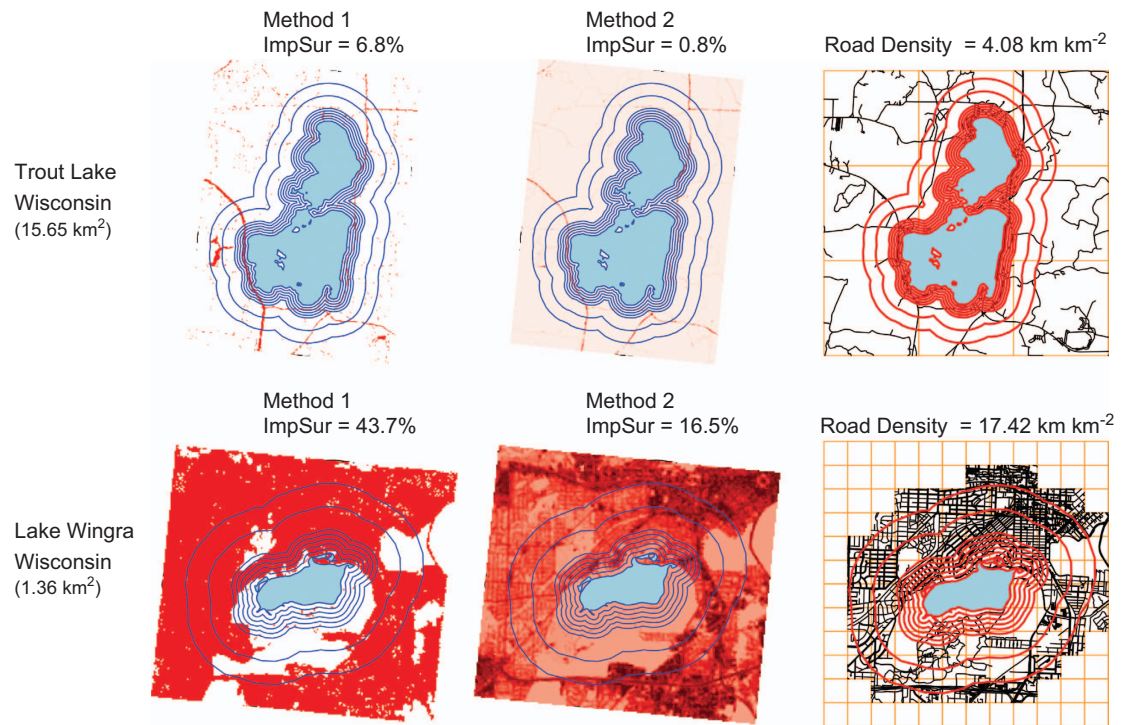 Method 1
ImpSur = 6.8%
Method 2
ImpSur = 0.8%
Road Density = 4.08 km km⁻²
Trout Lake
Wisconsin
(15.65 km²)
Method 1
ImpSur = 43.7%
Method 2
ImpSur = 16.5%
Road Density = 17.42 km km⁻²
Lake Wingra
Wisconsin
(1.36 km²)